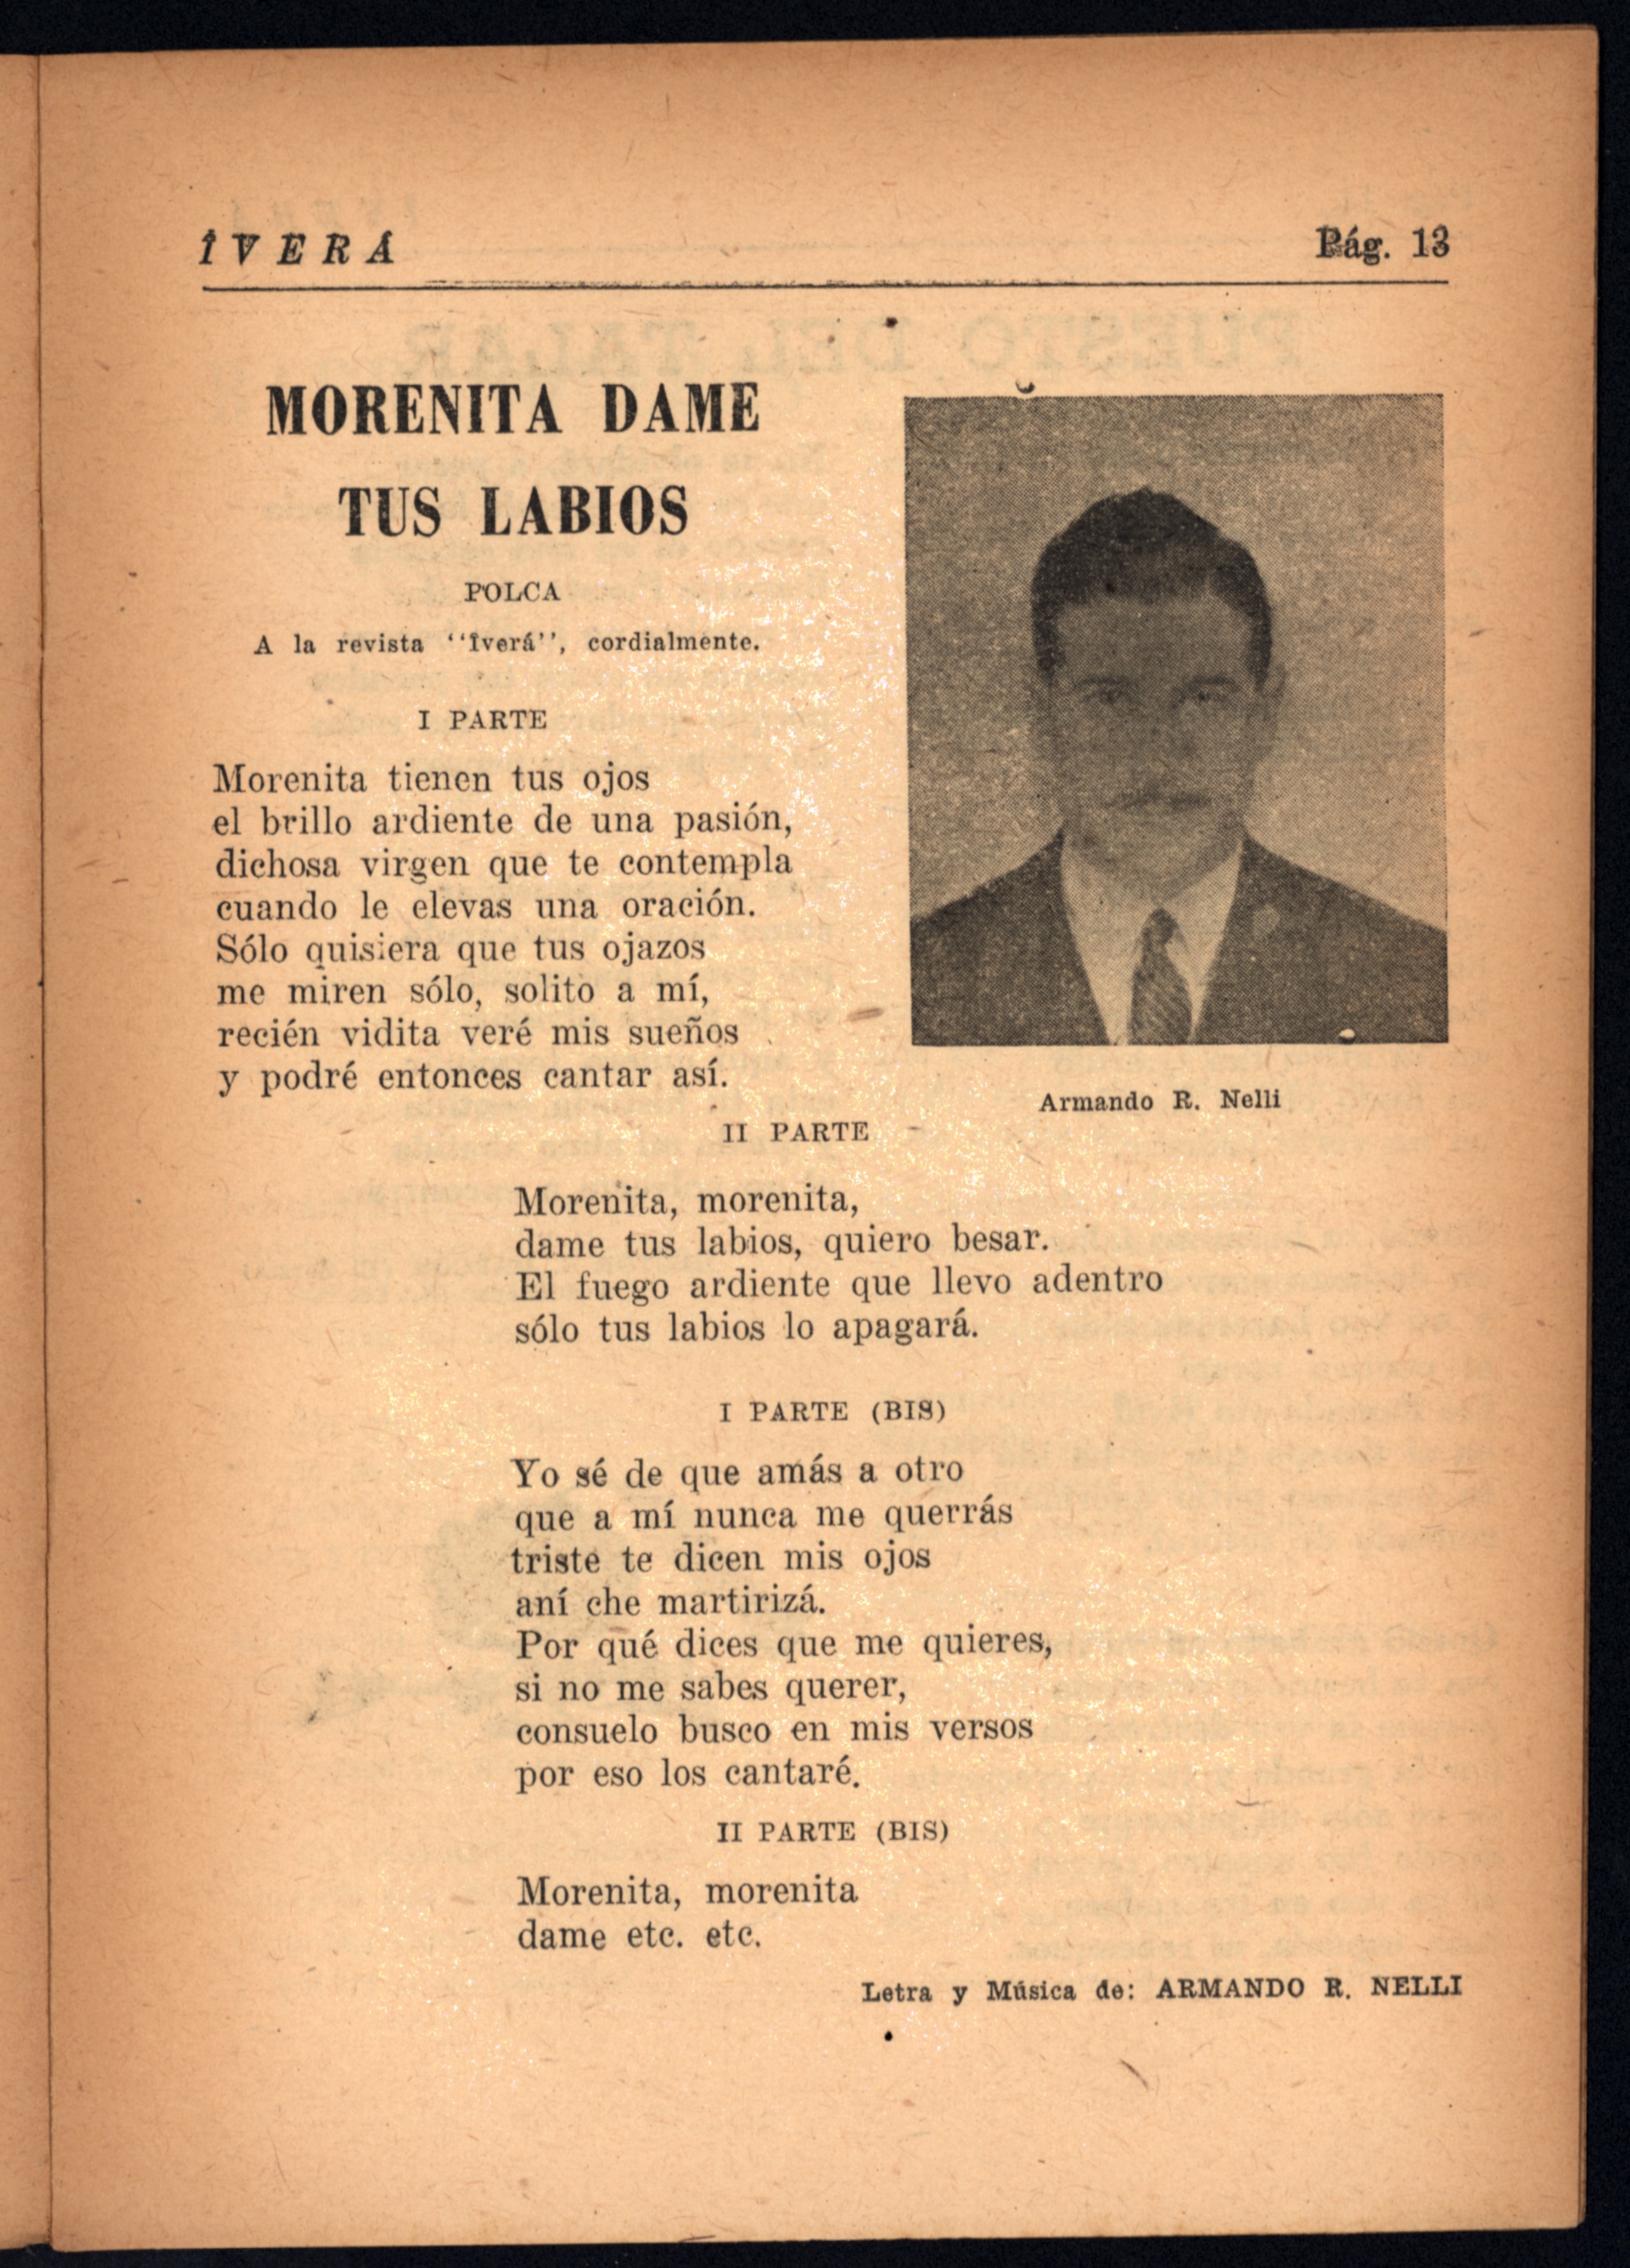 ÎVERÁ
Pág. 13
MORENITA DAME
TUS LABIOS
POLCA
A la revista ‘‘Îverá’’, cordialmente.
I PARTE
Morenita tienen tus ojos
el brillo ardiente de una pasión,
dichosa virgen que te contempla
cuando le elevas una oración.
Sólo quisiera que tus ojazos
me miren sólo, solito a mí,
recién vidita veré mis sueños
y podré entonces cantar así.
Armando R. Nelli
II PARTE
Morenita, morenita,
dame tus labios, quiero besar.
El fuego ardiente que llevo adentro
sólo tus labios lo apagará.
I PARTE (BIS)
Yo sé de que amás a otro
que a mí nunca me querrás
triste te dicen mis ojos
aní che martirizá.
Por qué dices que me quieres,
si no me sabes querer,
consuelo busco en mis versos
por eso los cantaré.
II PARTE (BIS)
Morenita, morenita
dame etc. etc.
Letra y Música de: ARMANDO R. NELLI